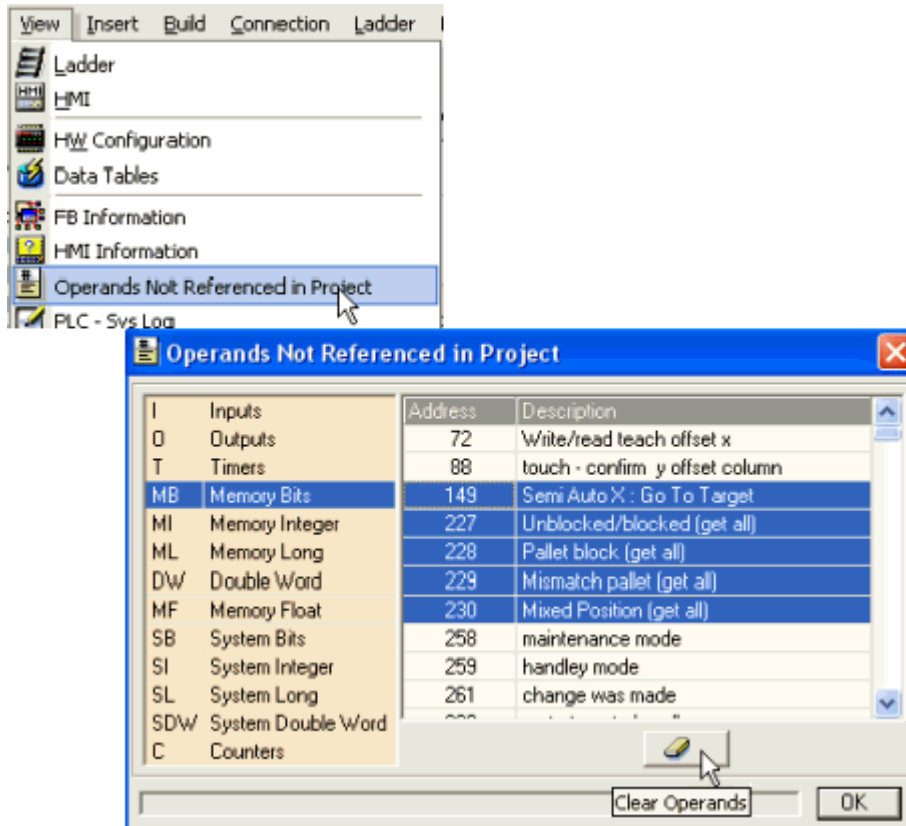 View Insert Build Connection Ladder
Ladder
HMI
HMI
HW Configuration
Data Tables
FB Information
HMI Information
Operands Not Referenced in Project
PLC - Sys Log
Operands Not Referenced in Project
I Inputs
O Outputs
T Timers
MB Memory Bits
MI Memory Integer
ML Memory Long
DW Double Word
MF Memory Float
SB System Bits
SI System Integer
SL System Long
SDW System Double Word
C Counters
Address Description
72 Write/read teach offset x
88 touch - confirm y offset column
149 Semi Auto X : Go To Target
227 Unblocked/blocked (get all)
228 Pallet block (get all)
229 Mismatch pallet (get all)
230 Mixed Position (get all)
258 maintenance mode
259 handley mode
261 change was made
Clear Operands
OK